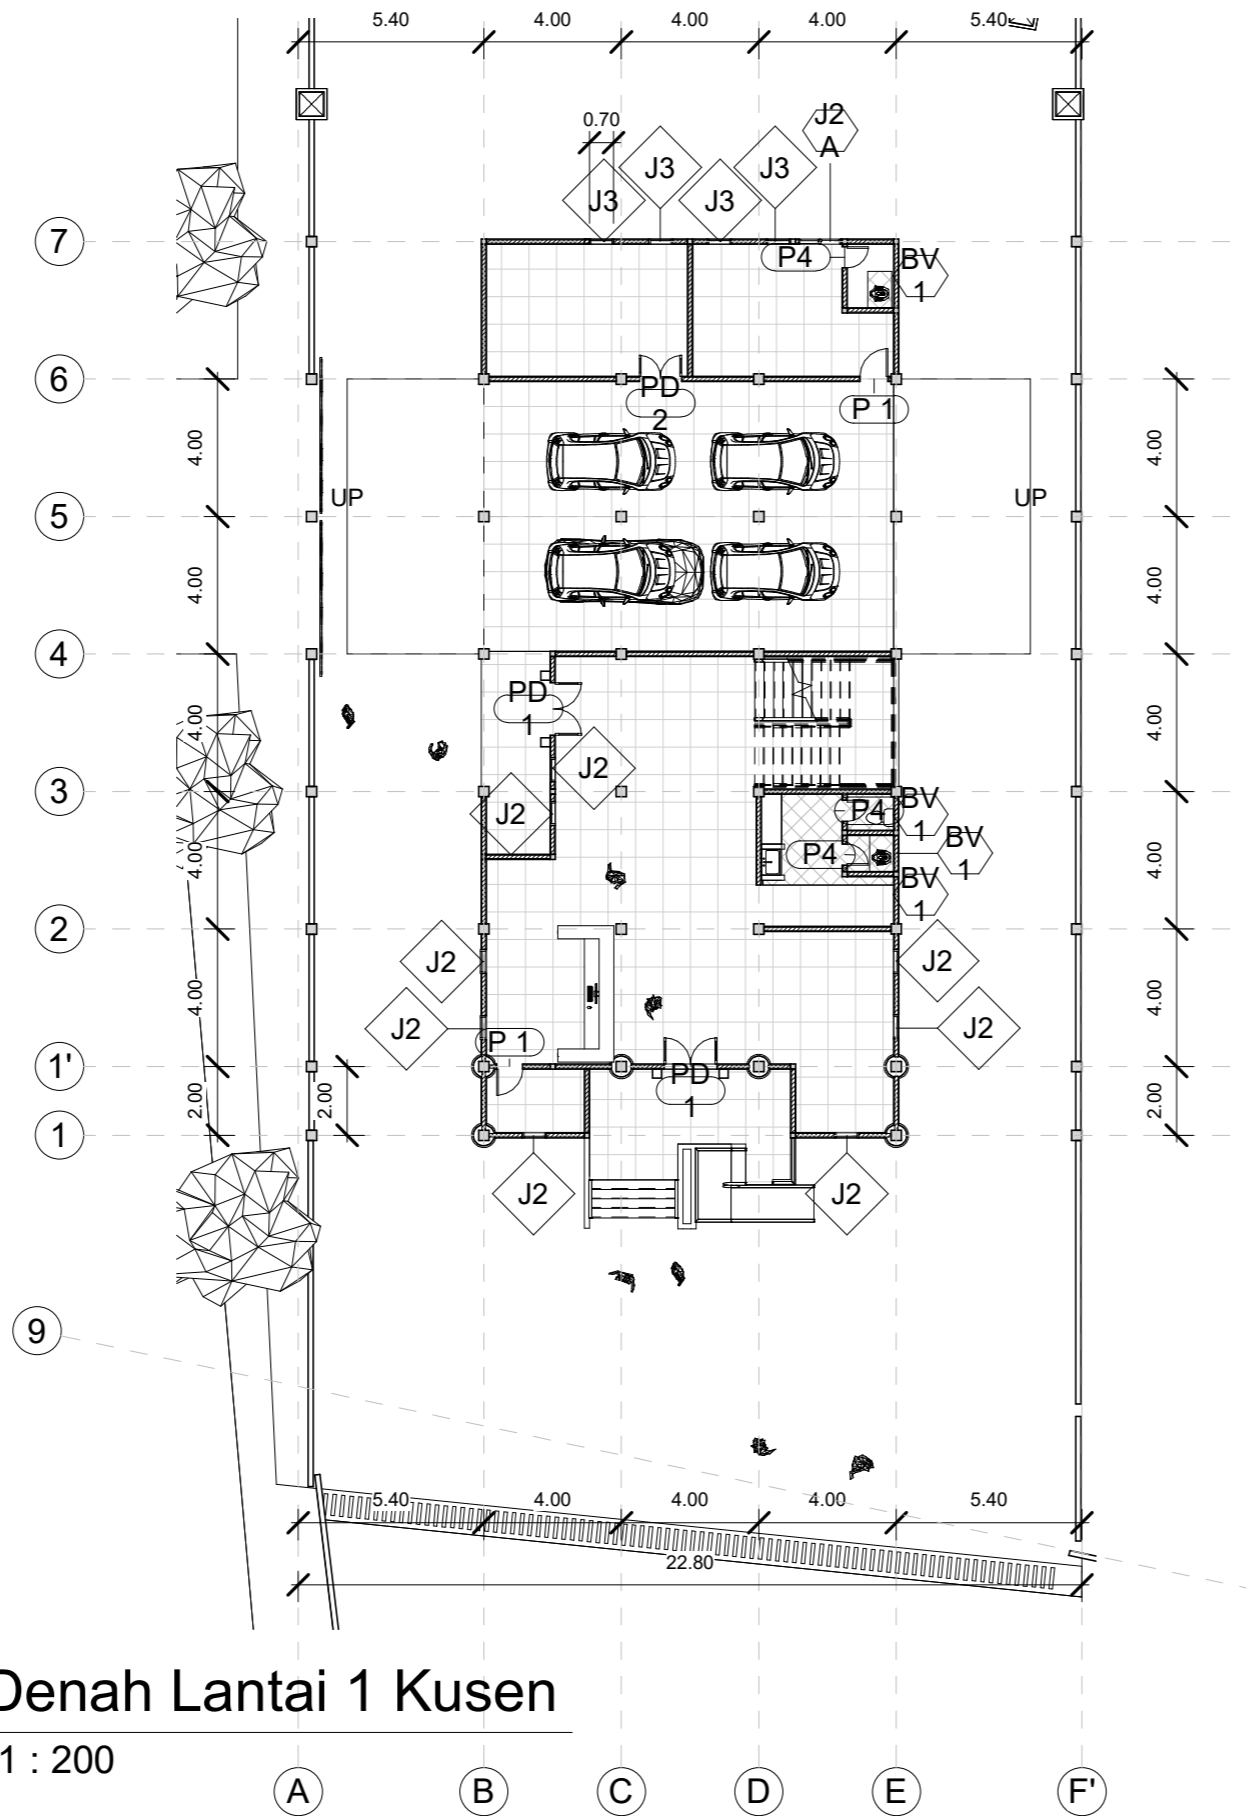 5.40 4.00 4.00 4.00 5.40
0.70
J2
A
J3 J3
J3 J3
7
P4
BV
1
6
PD
2
P 1
4.00 4.00
UP UP
5
4.00 4.00
4
PD
1
4.00 4.00
J2
3
J2
P4
BV
1
P4
BV
1
4.00 4.00
BV
1
2
J2 J2
4.00 4.00
J2 J2
P 1
1'
PD
1
2.00 2.00 2.00
1
J2 J2
9
5.40 4.00 4.00 4.00 5.40
22.80
Denah Lantai 1 Kusen
1 : 200
A B C D E F'